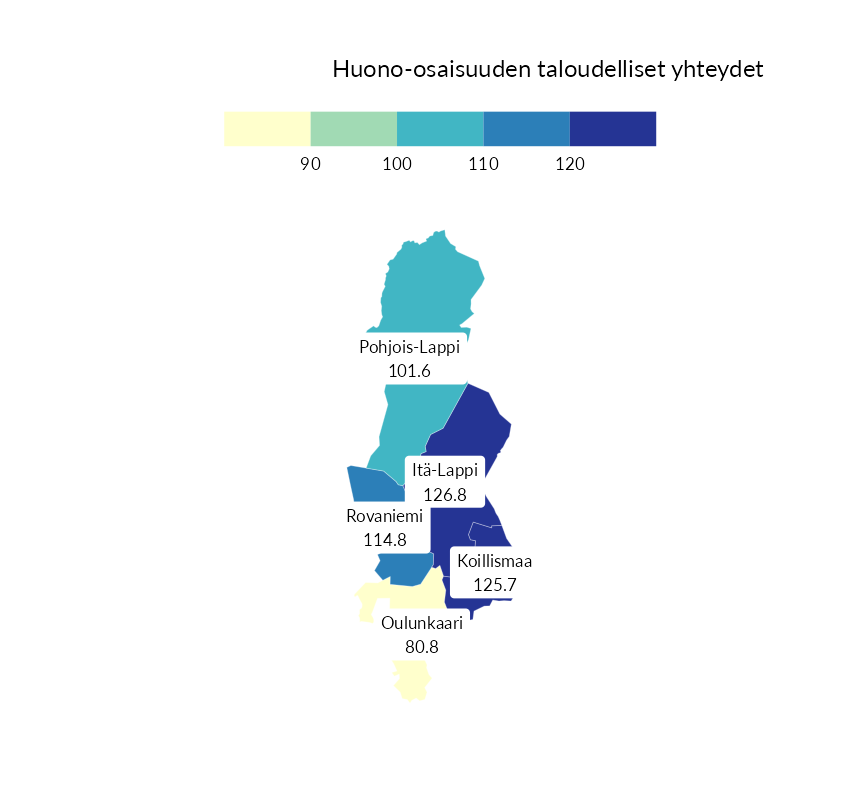 Huono-osaisuuden taloudelliset yhteydet
90 100 110 120
Pohjois-Lappi
101.6
Itä-Lappi
126.8
Rovaniemi
114.8
Koillismaa
125.7
Oulunkaari
80.8